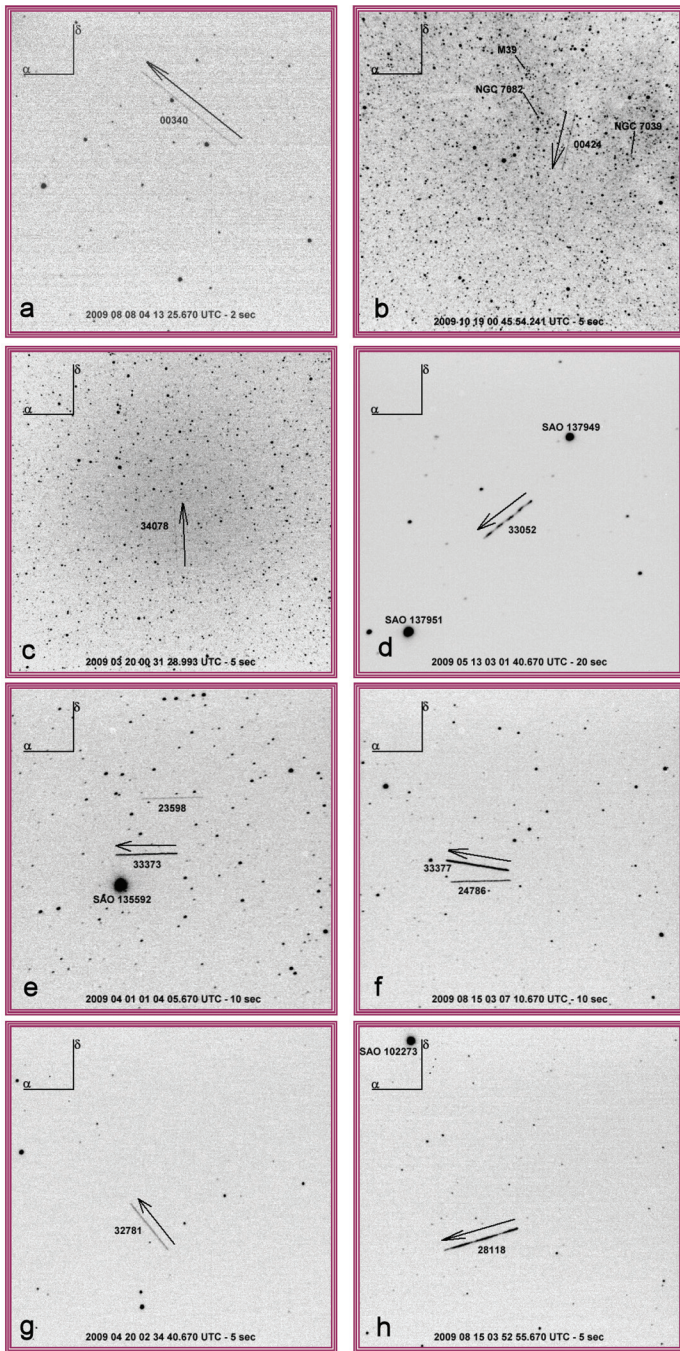 δ
α
00340
a
2009 08 08 04 13 25.670 UTC - 2 sec
δ
α
M39
NGC 7082
NGC 7039
00424
b
2009 10 19 00 45 54.241 UTC - 5 sec
δ
α
34078
c
2009 03 20 00 31 28.993 UTC - 5 sec
δ
α
SAO 137949
33052
SAO 137951
d
2009 05 13 03 01 40.670 UTC - 20 sec
δ
α
23598
33373
SAO 135592
e
2009 04 01 01 04 05.670 UTC - 10 sec
δ
α
33377
24786
f
2009 08 15 03 07 10.670 UTC - 10 sec
δ
α
32781
g
2009 04 20 02 34 40.670 UTC - 5 sec
SAO 102273
δ
α
28118
h
2009 08 15 03 52 55.670 UTC - 5 sec